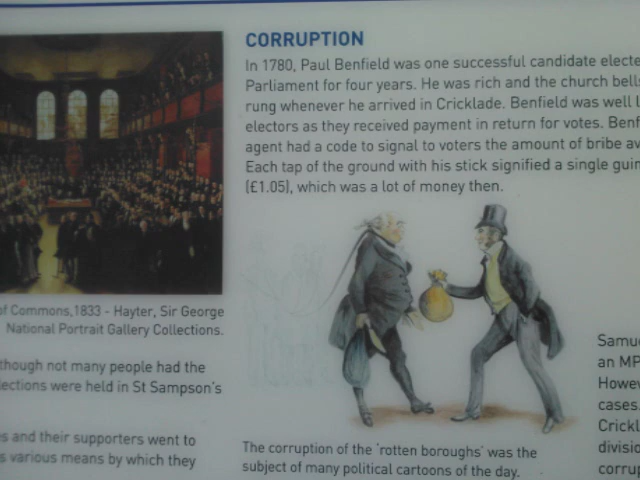 CORRUPTION
In 1780, Paul Benfield was one successful candidate
Parliament for four years. He was rich and the church
rung whenever he arrived in Cricklade. Benfield was well
electors as they received payment in return for votes.
agent had a code to signal to voters the amount of bribe
Each tap of the ground with his stick signified a single
(£1.05), which was a lot of money then.
of Commons,1833 - Hayter, Sir George
National Portrait Gallery Collections.
though not many people had the
lections were held in St Sampson's
s and their supporters went to
s various means by which they
The corruption of the 'rotten boroughs' was the
subject of many political cartoons of the day.
an MP
cases.